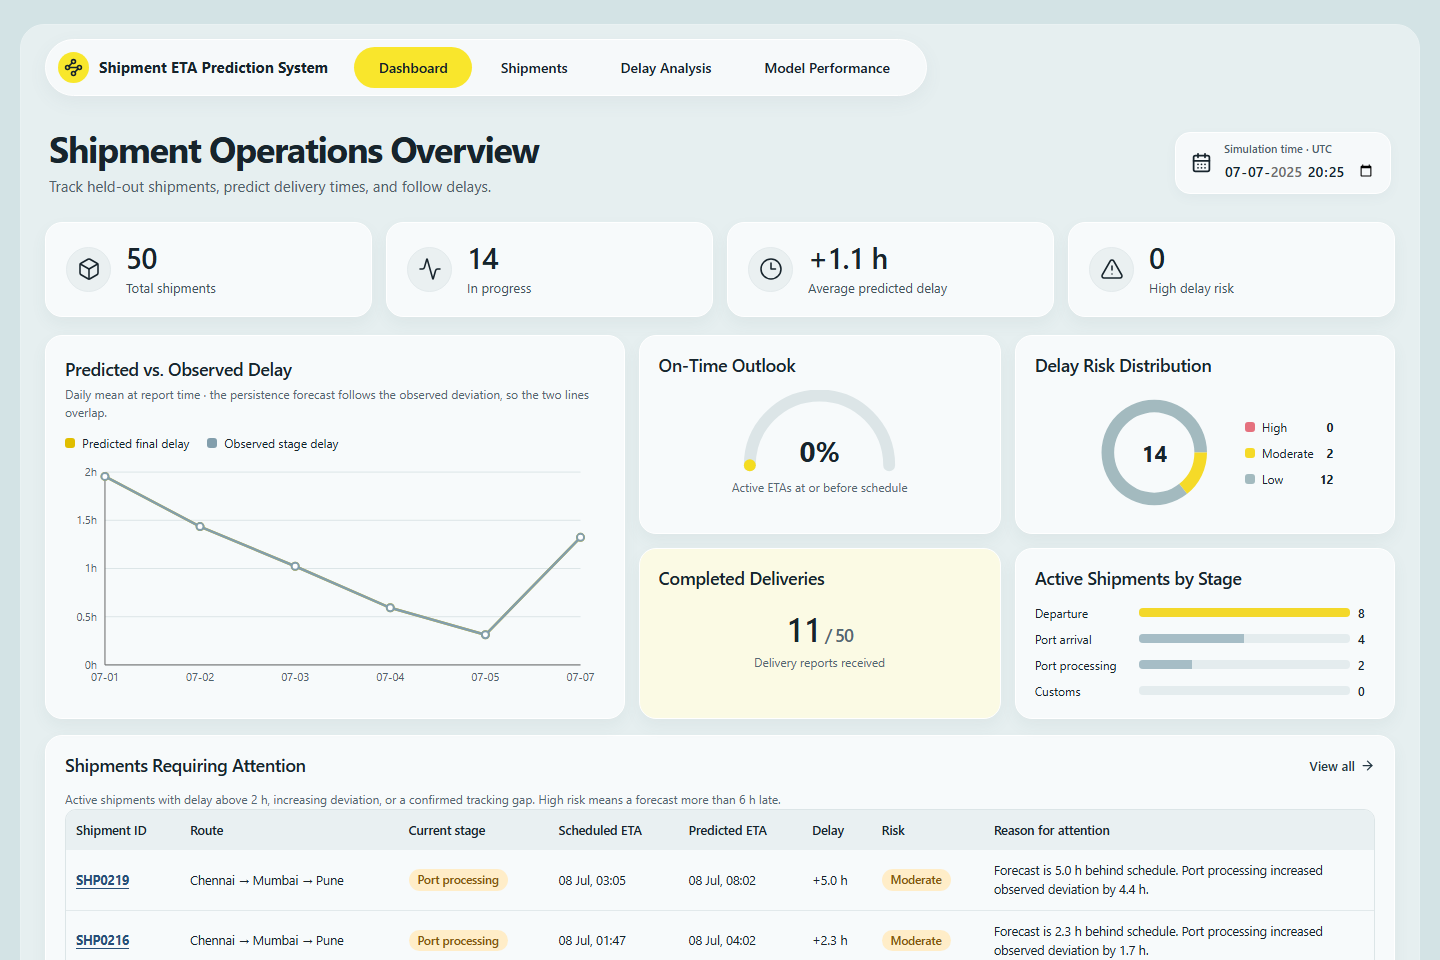 Shipment ETA Prediction System
Dashboard
Shipments
Delay Analysis
Model Performance
Shipment Operations Overview
Track held-out shipments, predict delivery times, and follow delays.
Simulation time · UTC
07-07-2025 20:25
50
Total shipments
14
In progress
+1.1 h
Average predicted delay
0
High delay risk
Predicted vs. Observed Delay
Daily mean at report time · the persistence forecast follows the observed deviation, so the two lines
overlap.
Predicted final delay
Observed stage delay
2h
1.5h
1h
0.5h
0h
07-01 07-02 07-03 07-04 07-05 07-07
On-Time Outlook
0%
Active ETAs at or before schedule
Delay Risk Distribution
14
High 0
Moderate 2
Low 12
Completed Deliveries
11 / 50
Delivery reports received
Active Shipments by Stage
Departure 8
Port arrival 4
Port processing 2
Customs 0
Shipments Requiring Attention
View all →
Active shipments with delay above 2 h, increasing deviation, or a confirmed tracking gap. High risk means a forecast more than 6 h late.
Shipment ID Route Current stage Scheduled ETA Predicted ETA Delay Risk Reason for attention
SHP0219 Chennai → Mumbai → Pune Port processing 08 Jul, 03:05 08 Jul, 08:02 +5.0 h Moderate Forecast is 5.0 h behind schedule. Port processing increased
observed deviation by 4.4 h.
SHP0216 Chennai → Mumbai → Pune Port processing 08 Jul, 01:47 08 Jul, 04:02 +2.3 h Moderate Forecast is 2.3 h behind schedule. Port processing increased
observed deviation by 1.7 h.